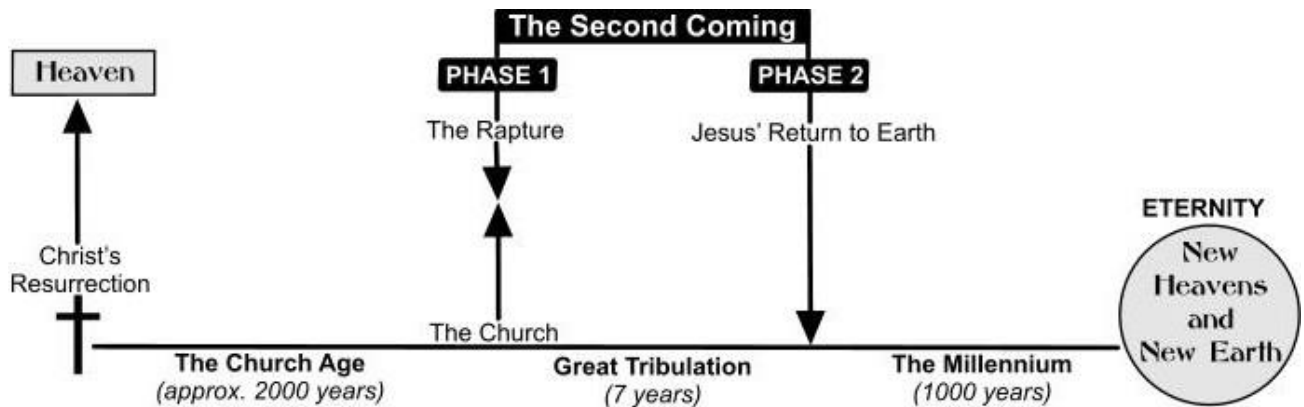 The Second Coming
Heaven
PHASE 1
PHASE 2
The Rapture
Jesus’ Return to Earth
ETERNITY
New
Heavens
and
New Earth
Christ’s
Resurrection
The Church
The Church Age
(approx. 2000 years)
Great Tribulation
(7 years)
The Millennium
(1000 years)